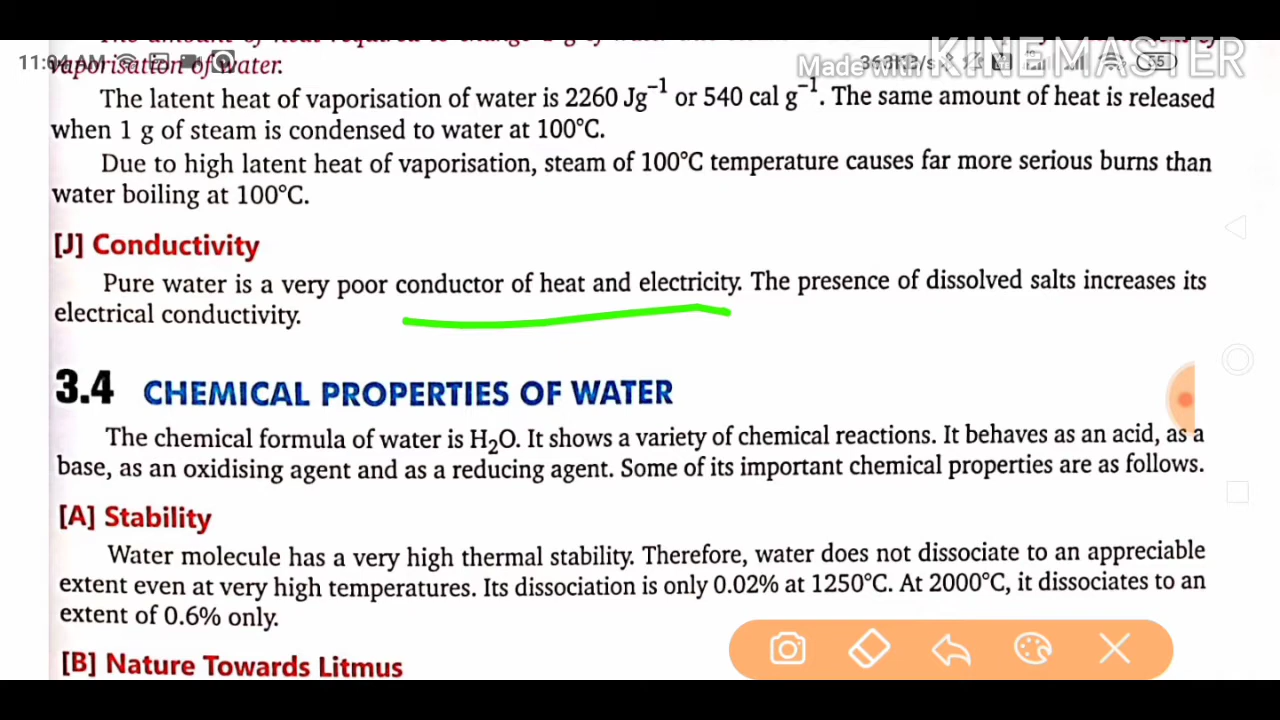 11:04 AM
Made with KINEMASTER
vaporisation of water.
The latent heat of vaporisation of water is 2260 Jg⁻¹ or 540 cal g⁻¹. The same amount of heat is released
when 1 g of steam is condensed to water at 100°C.
Due to high latent heat of vaporisation, steam of 100°C temperature causes far more serious burns than
water boiling at 100°C.
[J] Conductivity
Pure water is a very poor conductor of heat and electricity. The presence of dissolved salts increases its
electrical conductivity.
3.4 CHEMICAL PROPERTIES OF WATER
The chemical formula of water is H₂O. It shows a variety of chemical reactions. It behaves as an acid, as a
base, as an oxidising agent and as a reducing agent. Some of its important chemical properties are as follows.
[A] Stability
Water molecule has a very high thermal stability. Therefore, water does not dissociate to an appreciable
extent even at very high temperatures. Its dissociation is only 0.02% at 1250°C. At 2000°C, it dissociates to an
extent of 0.6% only.
[B] Nature Towards Litmus